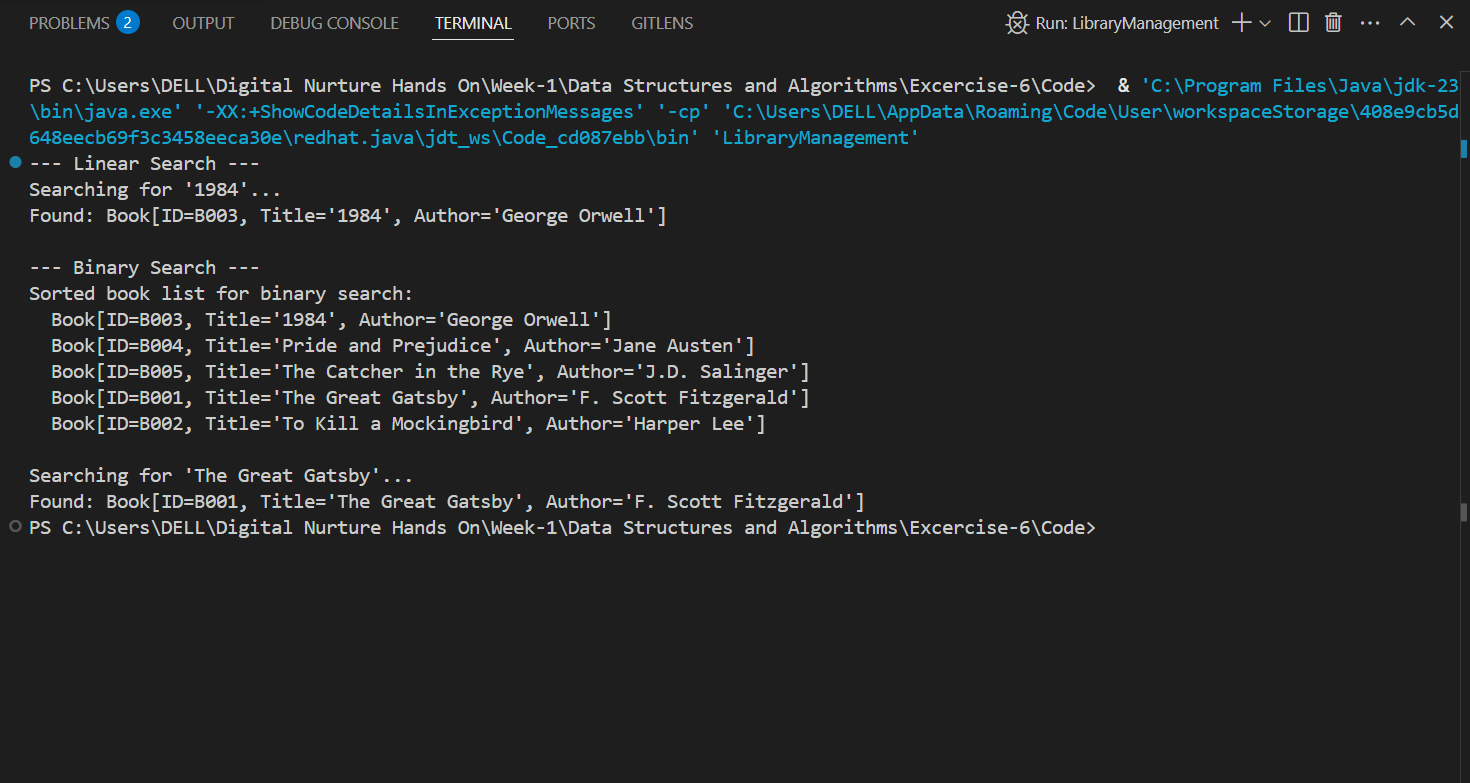 PROBLEMS 2 OUTPUT DEBUG CONSOLE TERMINAL PORTS GITLENS Run: LibraryManagement
PS C:\Users\DELL\Digital Nurture Hands On\Week-1\Data Structures and Algorithms\Excercise-6\Code>  & 'C:\Program Files\Java\jdk-23
\bin\java.exe' '-XX:+ShowCodeDetailsInExceptionMessages' '-cp' 'C:\Users\DELL\AppData\Roaming\Code\User\workspaceStorage\408e9cb5d
648eecb69f3c3458eeca30e\redhat.java\jdt_ws\Code_cd087ebb\bin' 'LibraryManagement'
--- Linear Search ---
Searching for '1984'...
Found: Book[ID=B003, Title='1984', Author='George Orwell']

--- Binary Search ---
Sorted book list for binary search:
  Book[ID=B003, Title='1984', Author='George Orwell']
  Book[ID=B004, Title='Pride and Prejudice', Author='Jane Austen']
  Book[ID=B005, Title='The Catcher in the Rye', Author='J.D. Salinger']
  Book[ID=B001, Title='The Great Gatsby', Author='F. Scott Fitzgerald']
  Book[ID=B002, Title='To Kill a Mockingbird', Author='Harper Lee']

Searching for 'The Great Gatsby'...
Found: Book[ID=B001, Title='The Great Gatsby', Author='F. Scott Fitzgerald']
PS C:\Users\DELL\Digital Nurture Hands On\Week-1\Data Structures and Algorithms\Excercise-6\Code>